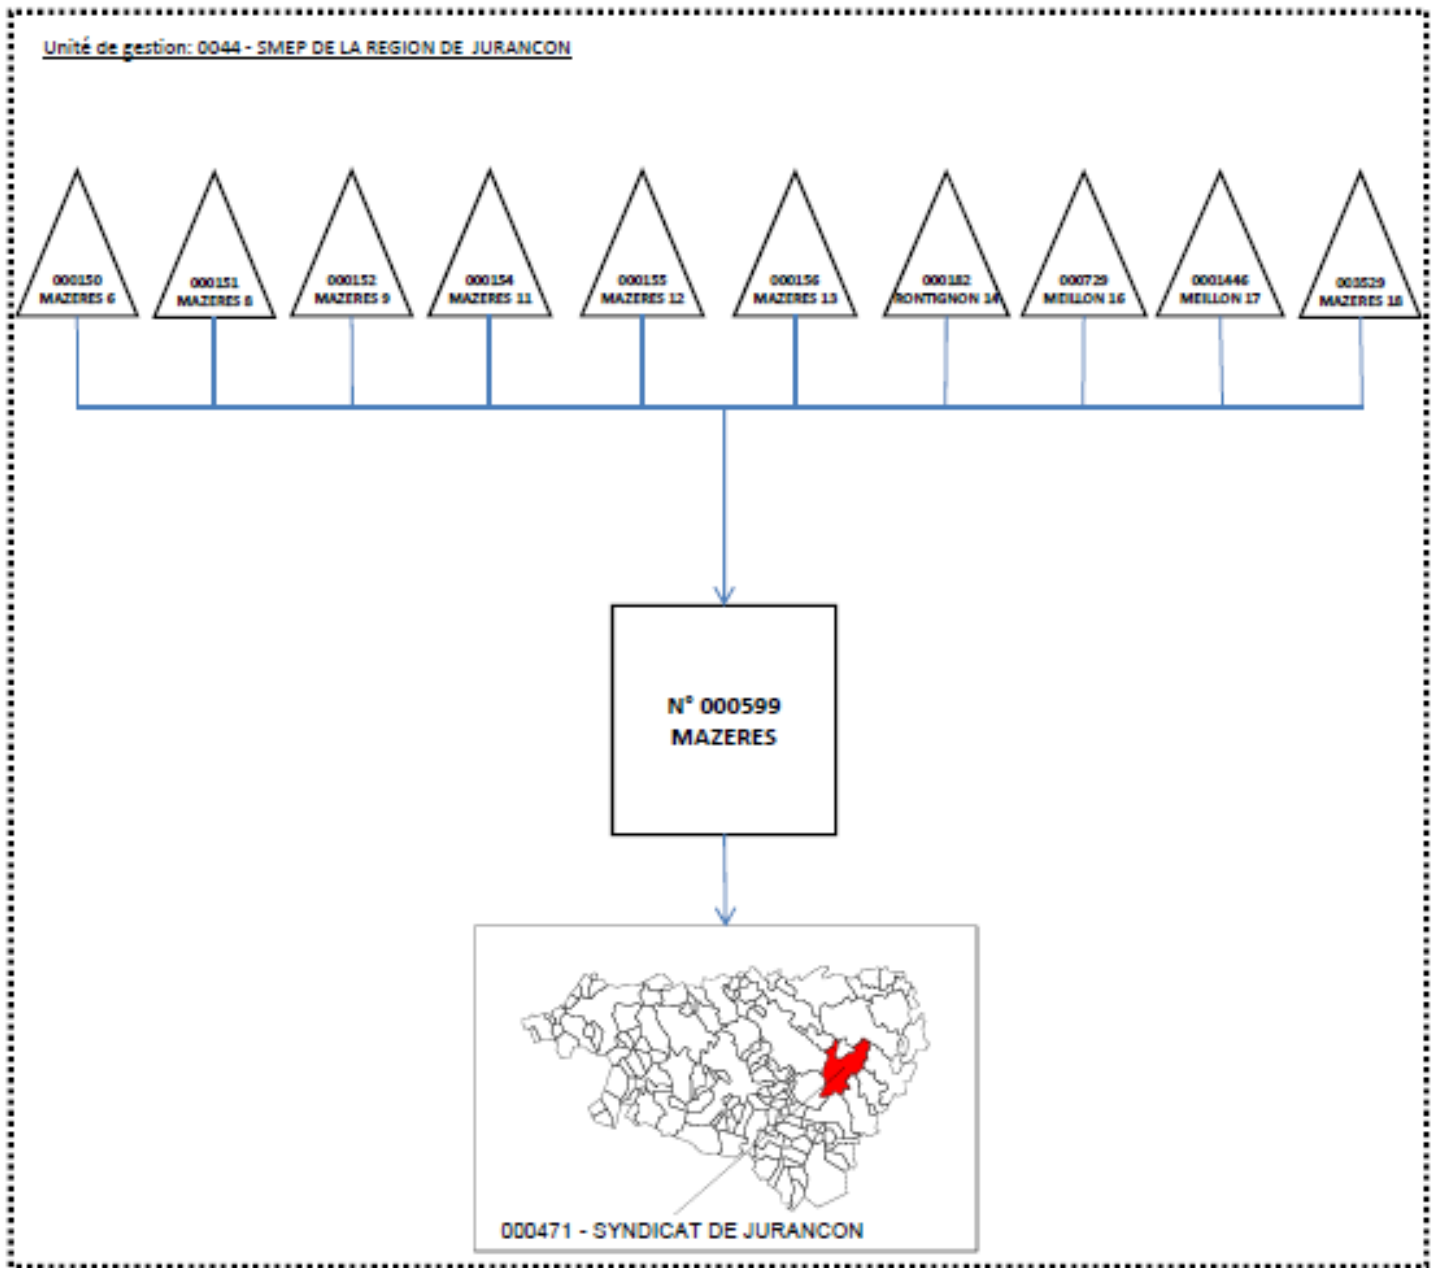 Unité de gestion: 0044 - SMEP DE LA REGION DE JURANCON
000150
MAZERES 6
000151
MAZERES 8
000152
MAZERES 9
000154
MAZERES 11
000155
MAZERES 12
000156
MAZERES 13
000182
RONTIGNON 14
000729
MEILLON 16
0001446
MEILLON 17
003529
MAZERES 18
N° 000599
MAZERES
000471 - SYNDICAT DE JURANCON